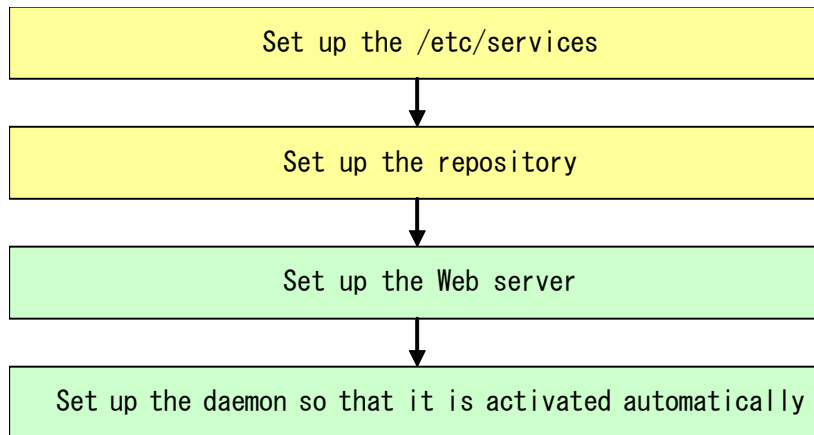 Set up the /etc/services
Set up the repository
Set up the Web server
Set up the daemon so that it is activated automatically